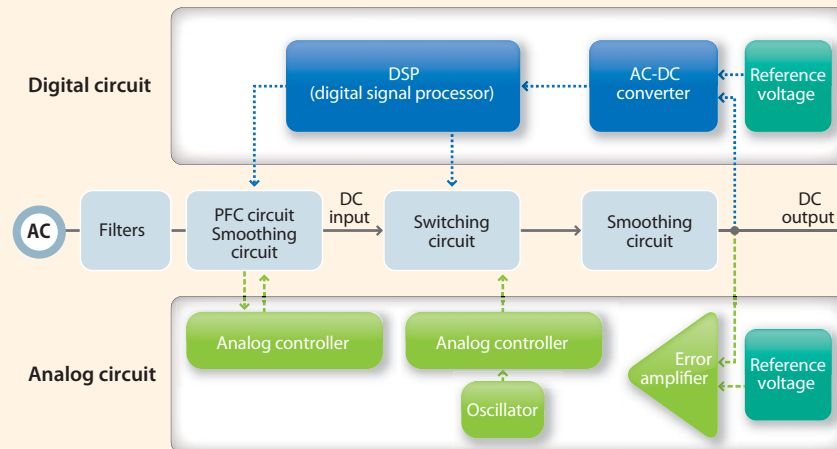 Digital circuit
DSP
(digital signal processor)
AC-DC
converter
Reference
voltage
AC
Filters
PFC circuit
Smoothing
circuit
DC
input
Switching
circuit
Smoothing
circuit
DC
output
Analog circuit
Analog controller
Analog controller
Oscillator
Error
amplifier
Reference
voltage